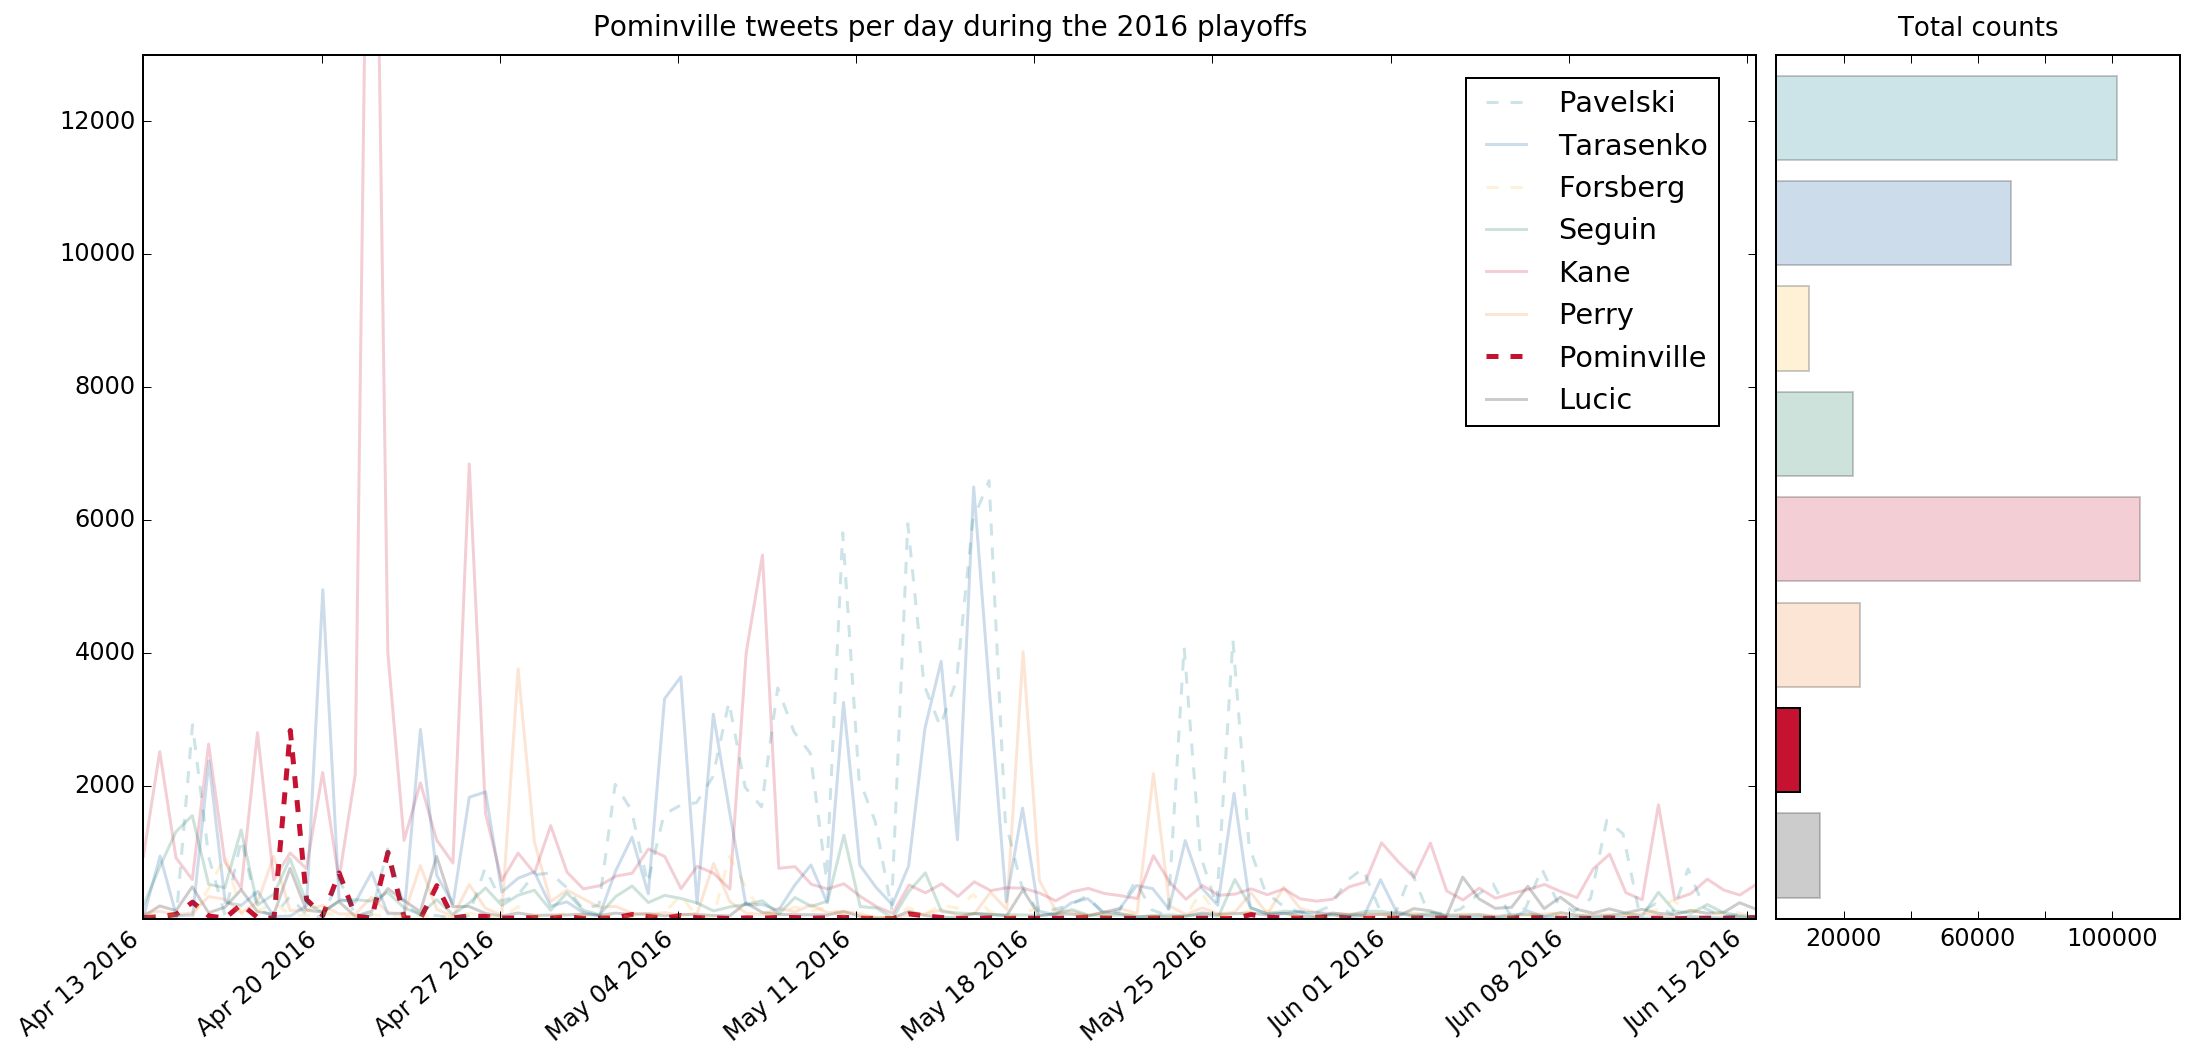 Pominville tweets per day during the 2016 playoffs
Total counts
12000
10000
8000
6000
4000
2000
Pavelski
Tarasenko
Forsberg
Seguin
Kane
Perry
Pominville
Lucic
Apr 13 2016
Apr 20 2016
Apr 27 2016
May 04 2016
May 11 2016
May 18 2016
May 25 2016
Jun 01 2016
Jun 08 2016
Jun 15 2016
20000
60000
100000